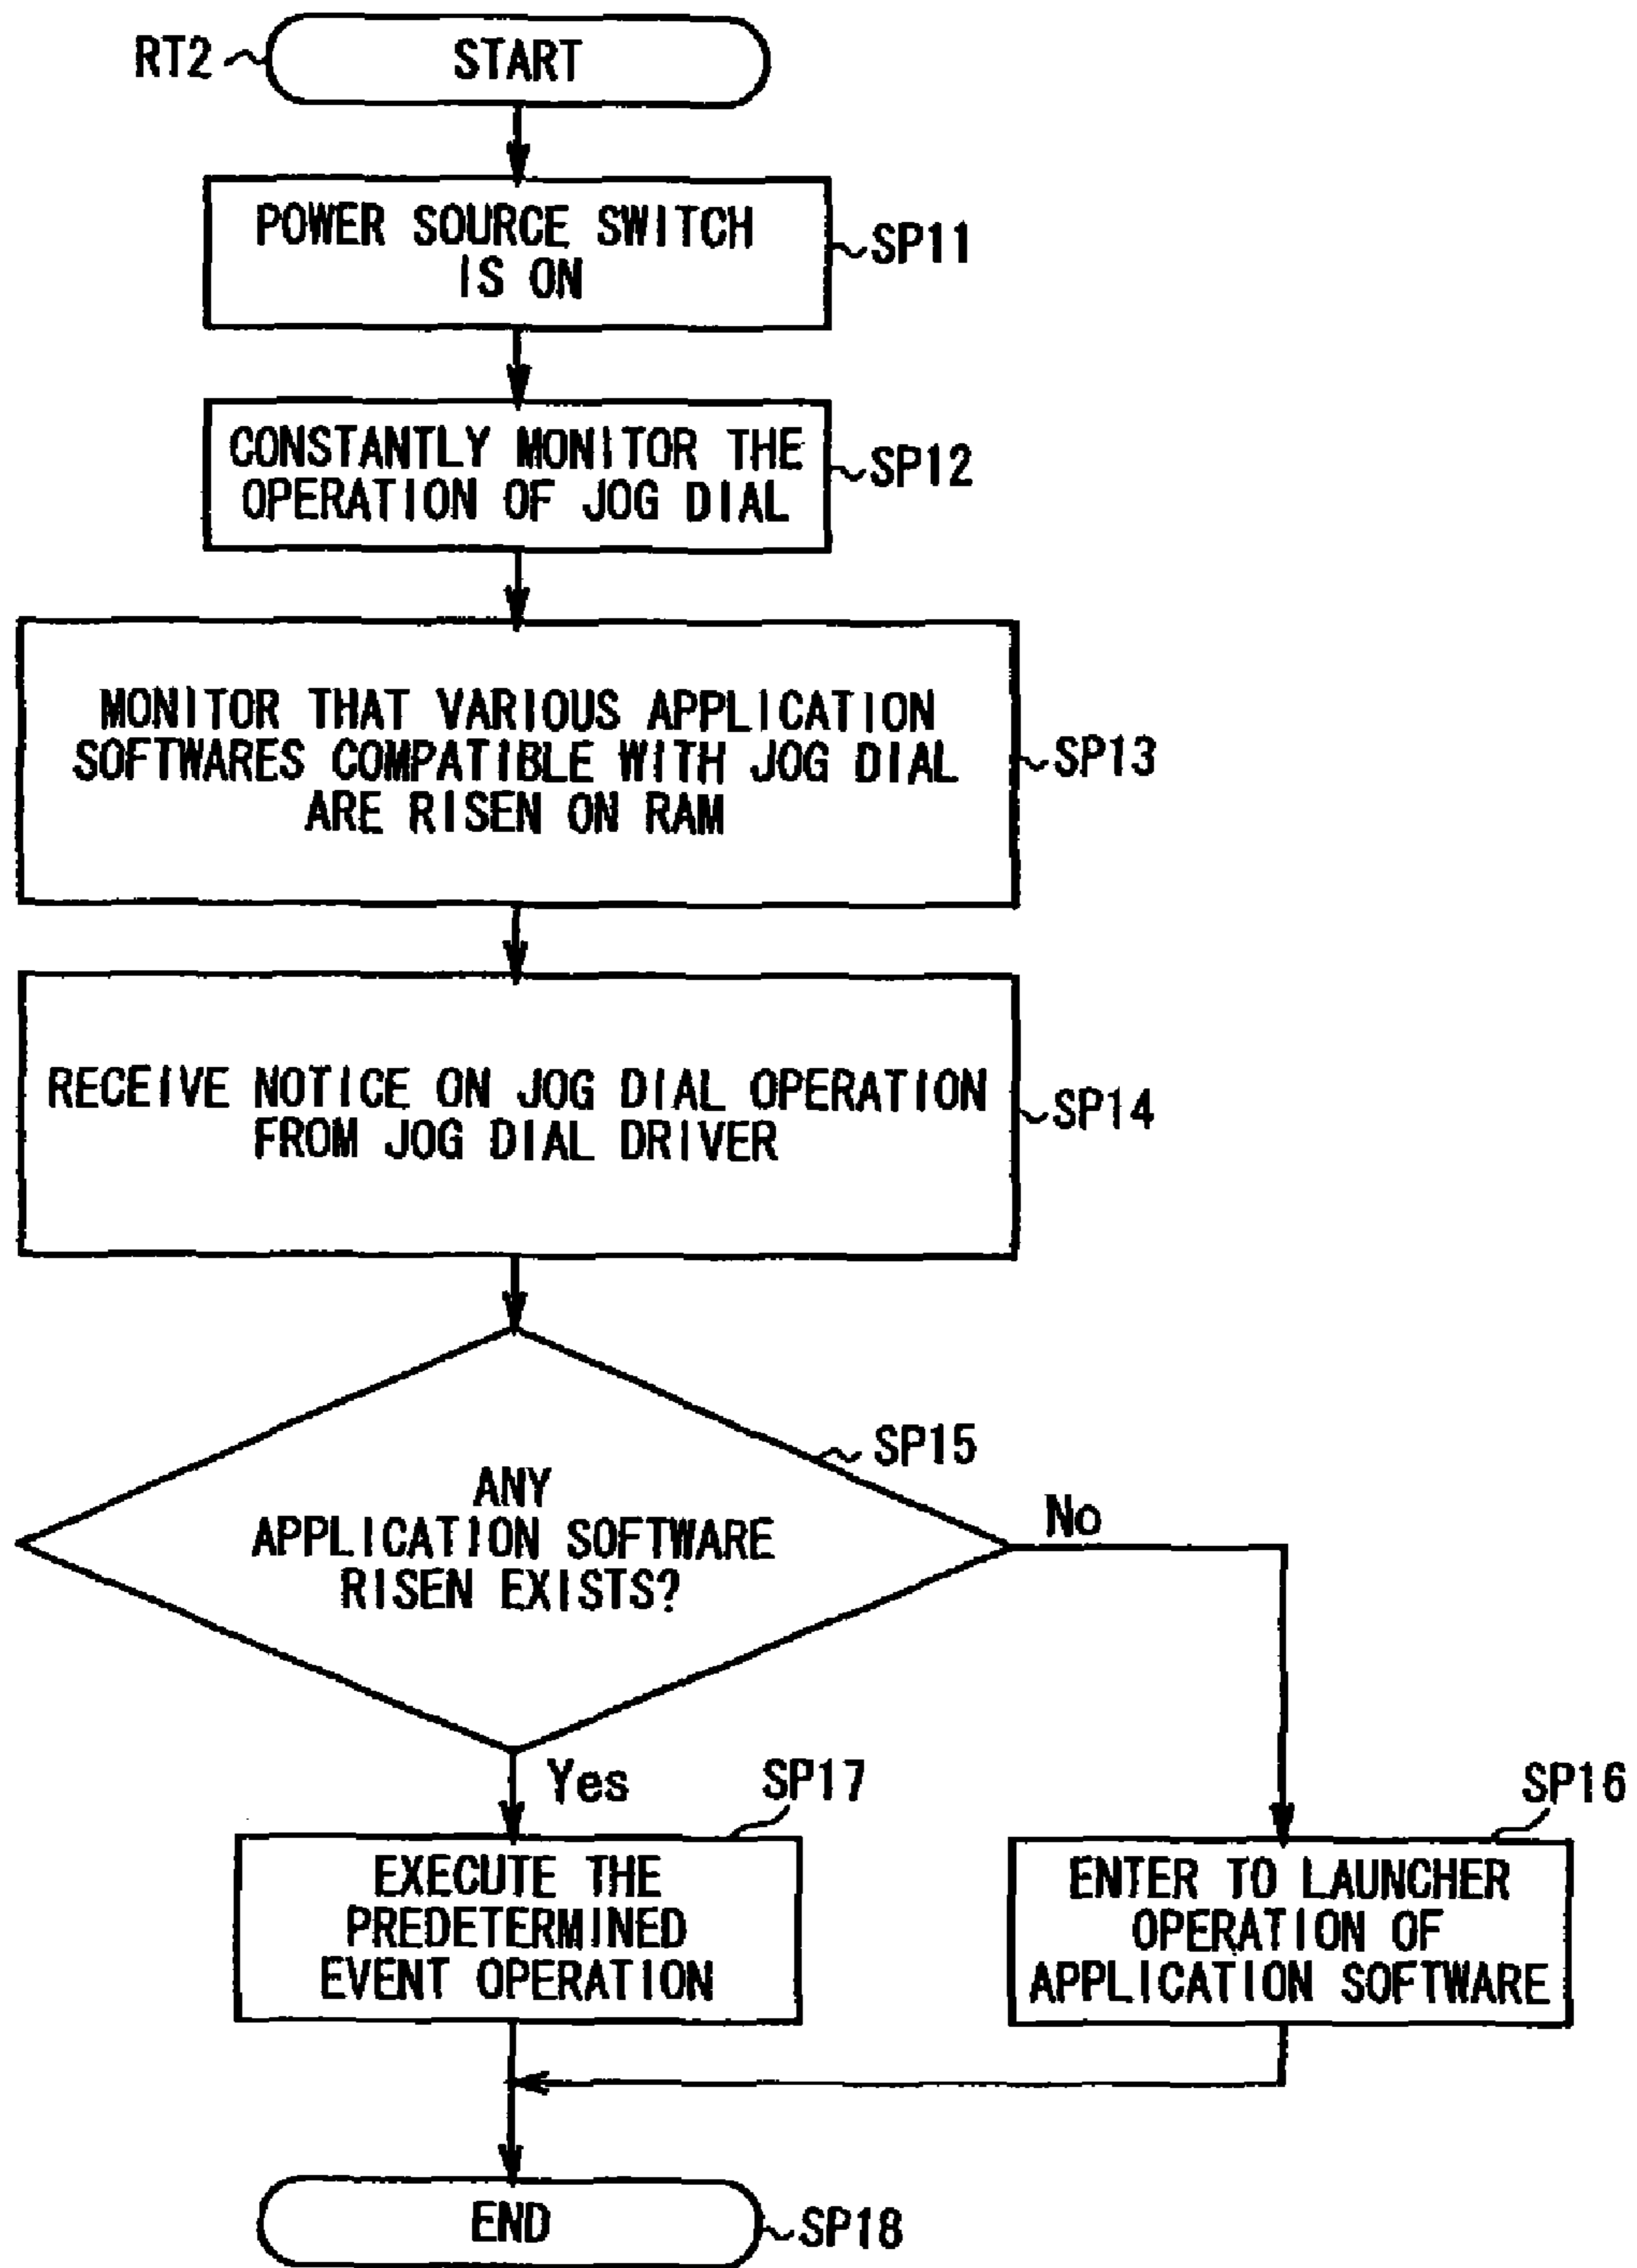 RT2
START
POWER SOURCE SWITCH
IS ON
SP11
CONSTANTLY MONITOR THE
OPERATION OF JOG DIAL
SP12
MONITOR THAT VARIOUS APPLICATION
SOFTWARES COMPATIBLE WITH JOG DIAL
ARE RISEN ON RAM
SP13
RECEIVE NOTICE ON JOG DIAL OPERATION
FROM JOG DIAL DRIVER
SP14
SP15
ANY
APPLICATION SOFTWARE
RISEN EXISTS?
No
Yes
SP17
EXECUTE THE
PREDETERMINED
EVENT OPERATION
SP16
ENTER TO LAUNCHER
OPERATION OF
APPLICATION SOFTWARE
END
SP18